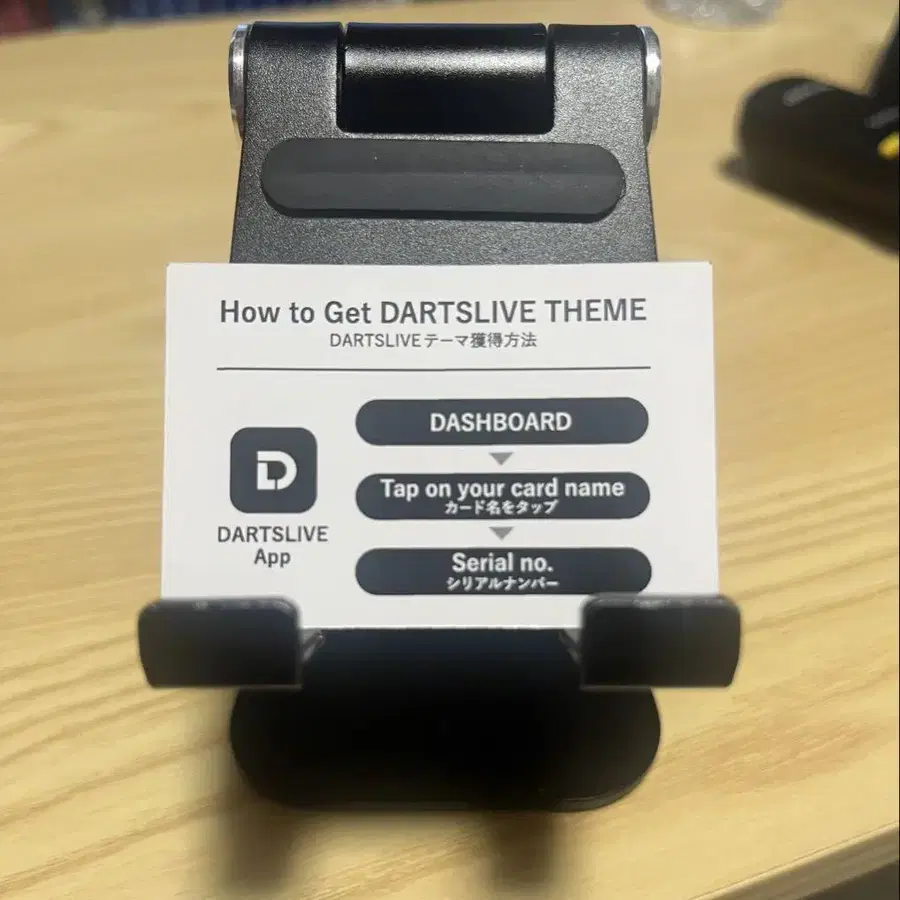 How to Get DARTSLIVE THEME
DARTSLIVEテーマ獲得方法
DARTSLIVE
App
DASHBOARD
Tap on your card name
カード名をタップ
Serial no.
シリアルナンバー